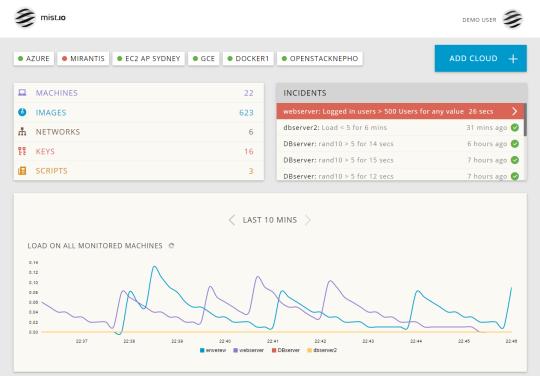 mist.io
DEMO USER
AZURE
MIRANTIS
EC2 AP SYDNEY
GCE
DOCKER1
OPENSTACKNEPHO
ADD CLOUD
MACHINES 22
IMAGES 623
NETWORKS 6
KEYS 16
SCRIPTS 3
INCIDENTS
webserver: Logged in users > 500 Users for any value 26 secs
dbserver2: Load < 5 for 6 mins 31 mins ago
DBserver: rand10 > 5 for 14 secs 6 hours ago
DBserver: rand10 > 5 for 15 secs 7 hours ago
DBserver: rand10 > 5 for 12 secs 7 hours ago
LAST 10 MINS
LOAD ON ALL MONITORED MACHINES
0.14
0.12
0.10
0.08
0.06
0.04
0.02
0.00
22:37 22:38 22:39 22:39 22:40 22:41 22:42 22:43 22:44 22:45 22:46
webserver DBserver dbserver2